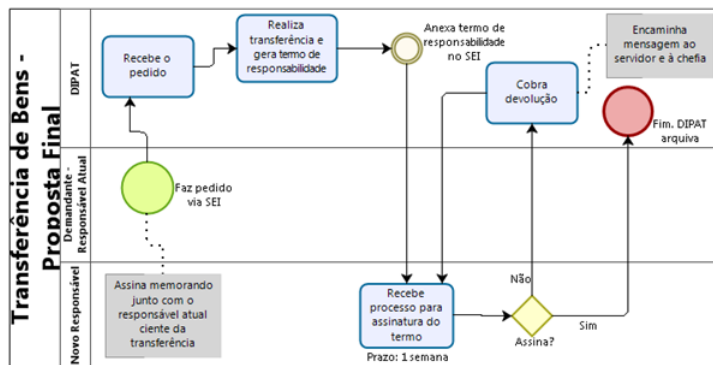 Transferência de Bens -
Proposta Final
DIPAT
Recebe o
pedido
Realiza
transferência e
gera termo de
responsabilidade
Anexa termo de
responsabilidade
no SEI
Cobra
devolução
Encaminha
mensagem ao
servidor e à chefia
Fim. DIPAT
arquiva
Demandante -
Responsável Atual
Faz pedido
via SEI
Novo Responsável
Assina memorando
junto com o
responsável atual
ciente da
transferência
Recebe
processo para
assinatura do
termo
Prazo: 1 semana
Não
Assina?
Sim